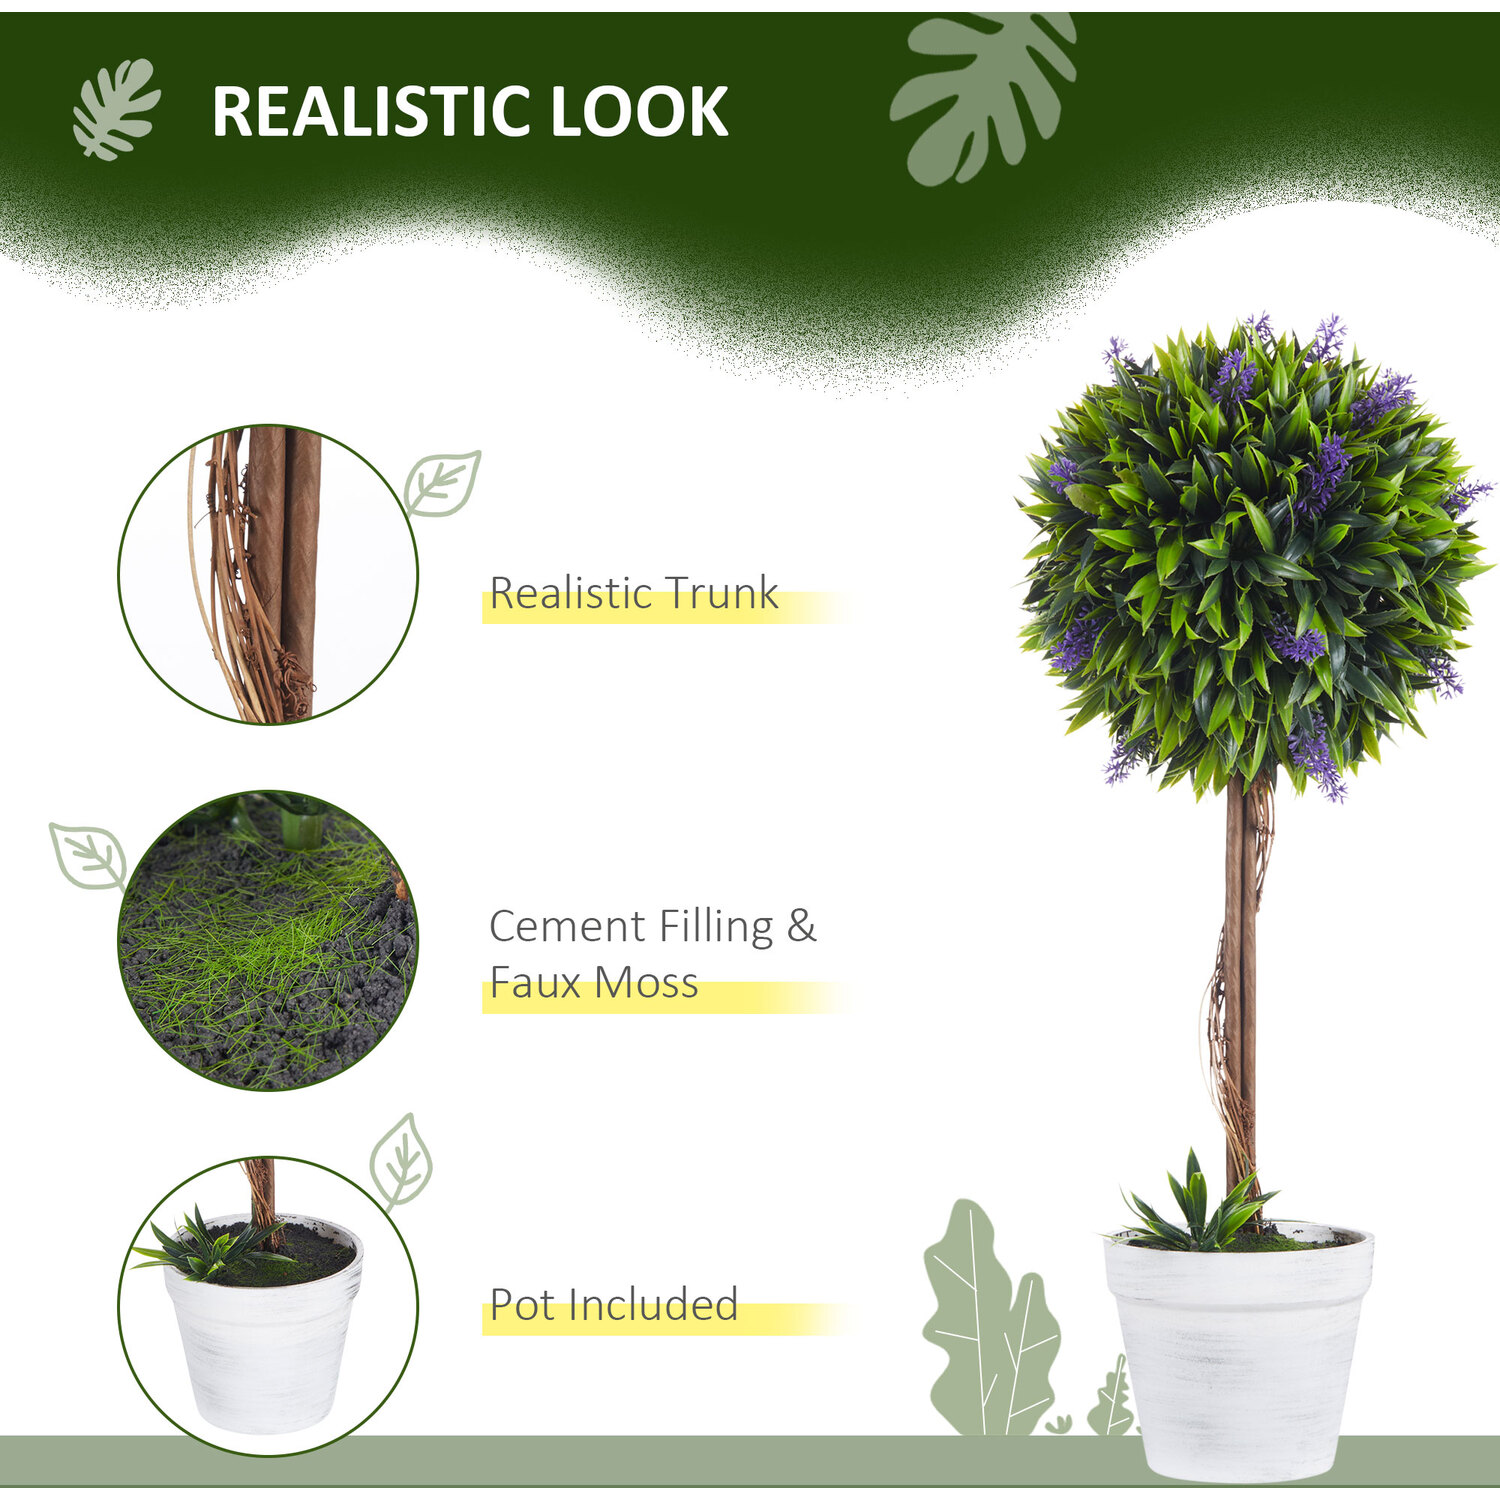 REALISTIC LOOK
Realistic Trunk
Cement Filling &
Faux Moss
Pot Included